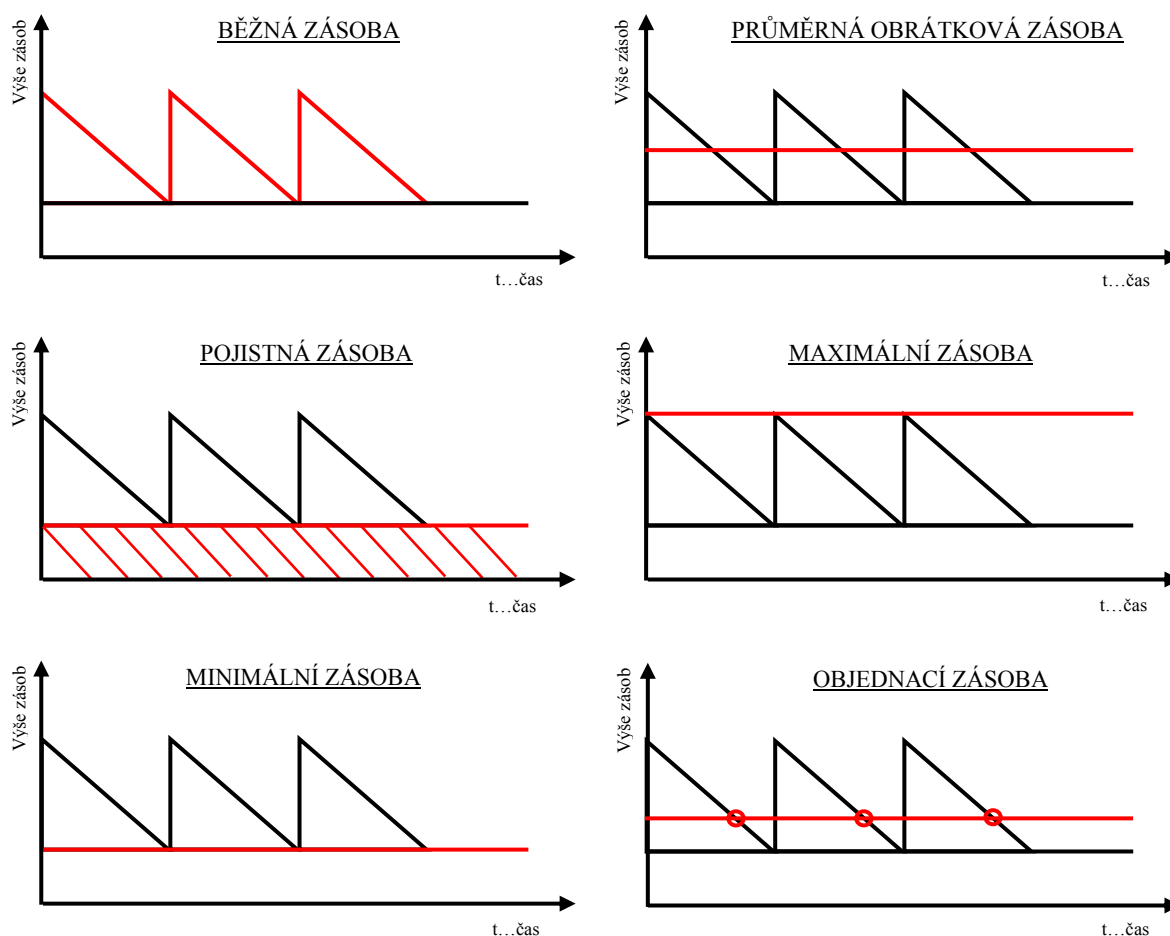 BĚŽNÁ ZÁSOBA
Výše zásob
t…čas
PRŮMĚRNÁ OBRÁTKOVÁ ZÁSOBA
Výše zásob
t…čas
POJISTNÁ ZÁSOBA
Výše zásob
t…čas
MAXIMÁLNÍ ZÁSOBA
Výše zásob
t…čas
MINIMÁLNÍ ZÁSOBA
Výše zásob
t…čas
OBJEDNACÍ ZÁSOBA
Výše zásob
t…čas